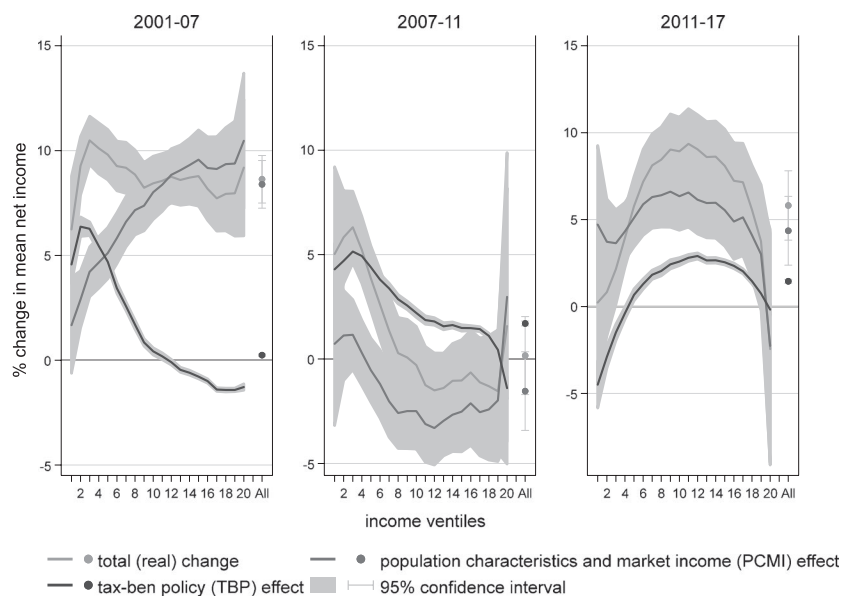 2001-07
2007-11
2011-17
% change in mean net income
15
10
5
0
-5
15
10
5
0
-5
15
10
5
0
-5
2 4 6 8 10 12 14 16 18 20 All
2 4 6 8 10 12 14 16 18 20 All
2 4 6 8 10 12 14 16 18 20 All
income ventiles
total (real) change
population characteristics and market income (PCMI) effect
tax-ben policy (TBP) effect
95% confidence interval